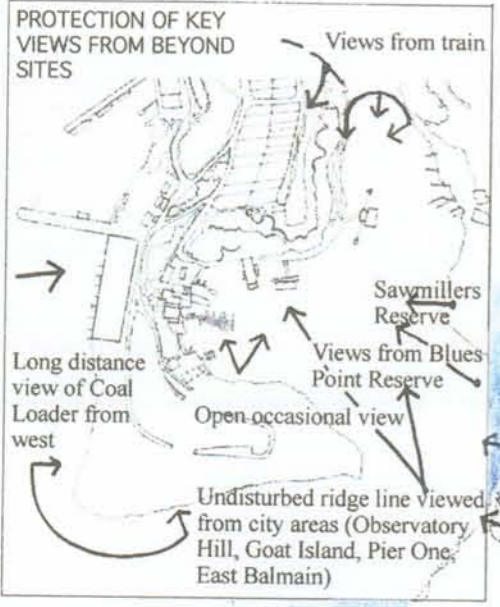 PROTECTION OF KEY
VIEWS FROM BEYOND
SITES
Views from train
Sawmillers
Reserve
Views from Blues
Point Reserve
Long distance
view of Coal
Loader from
west
Open occasional view
Undisturbed ridge line viewed
from city areas (Observatory
Hill, Goat Island, Pier One,
East Balmain)